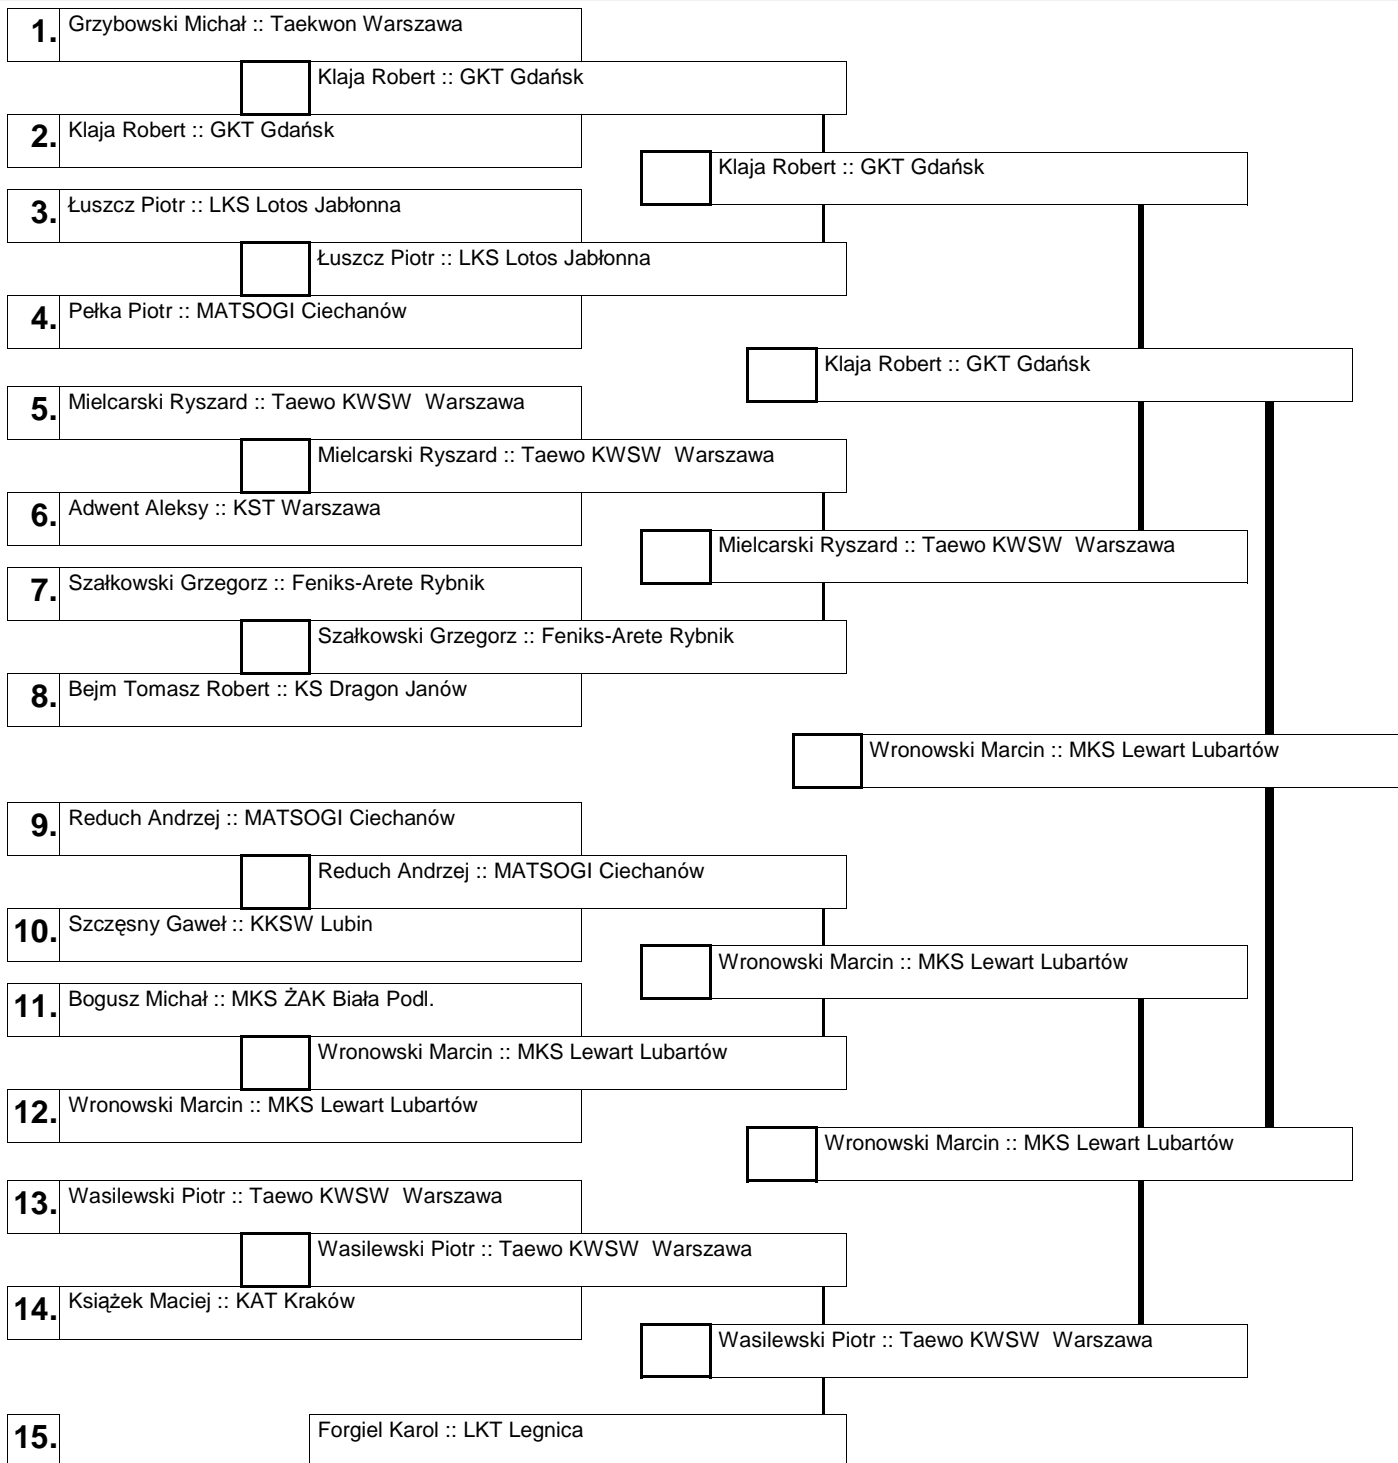 1. Grzybowski Michał :: Taekwon Warszawa
Klaja Robert :: GKT Gdańsk
2. Klaja Robert :: GKT Gdańsk
Klaja Robert :: GKT Gdańsk
3. Łuszcz Piotr :: LKS Lotos Jabłonna
Łuszcz Piotr :: LKS Lotos Jabłonna
4. Pełka Piotr :: MATSOGI Ciechanów
Klaja Robert :: GKT Gdańsk
5. Mielcarski Ryszard :: Taewo KWSW Warszawa
Mielcarski Ryszard :: Taewo KWSW Warszawa
6. Adwent Aleksy :: KST Warszawa
Mielcarski Ryszard :: Taewo KWSW Warszawa
7. Szałkowski Grzegorz :: Feniks-Arete Rybnik
Szałkowski Grzegorz :: Feniks-Arete Rybnik
8. Bejm Tomasz Robert :: KS Dragon Janów
Wronowski Marcin :: MKS Lewart Lubartów
9. Reduch Andrzej :: MATSOGI Ciechanów
Reduch Andrzej :: MATSOGI Ciechanów
10. Szczęsny Gaweł :: KKSW Lubin
Wronowski Marcin :: MKS Lewart Lubartów
11. Bogusz Michał :: MKS ŻAK Biała Podl.
Wronowski Marcin :: MKS Lewart Lubartów
12. Wronowski Marcin :: MKS Lewart Lubartów
Wronowski Marcin :: MKS Lewart Lubartów
13. Wasilewski Piotr :: Taewo KWSW Warszawa
Wasilewski Piotr :: Taewo KWSW Warszawa
14. Książek Maciej :: KAT Kraków
Wasilewski Piotr :: Taewo KWSW Warszawa
15. Forgiel Karol :: LKT Legnica